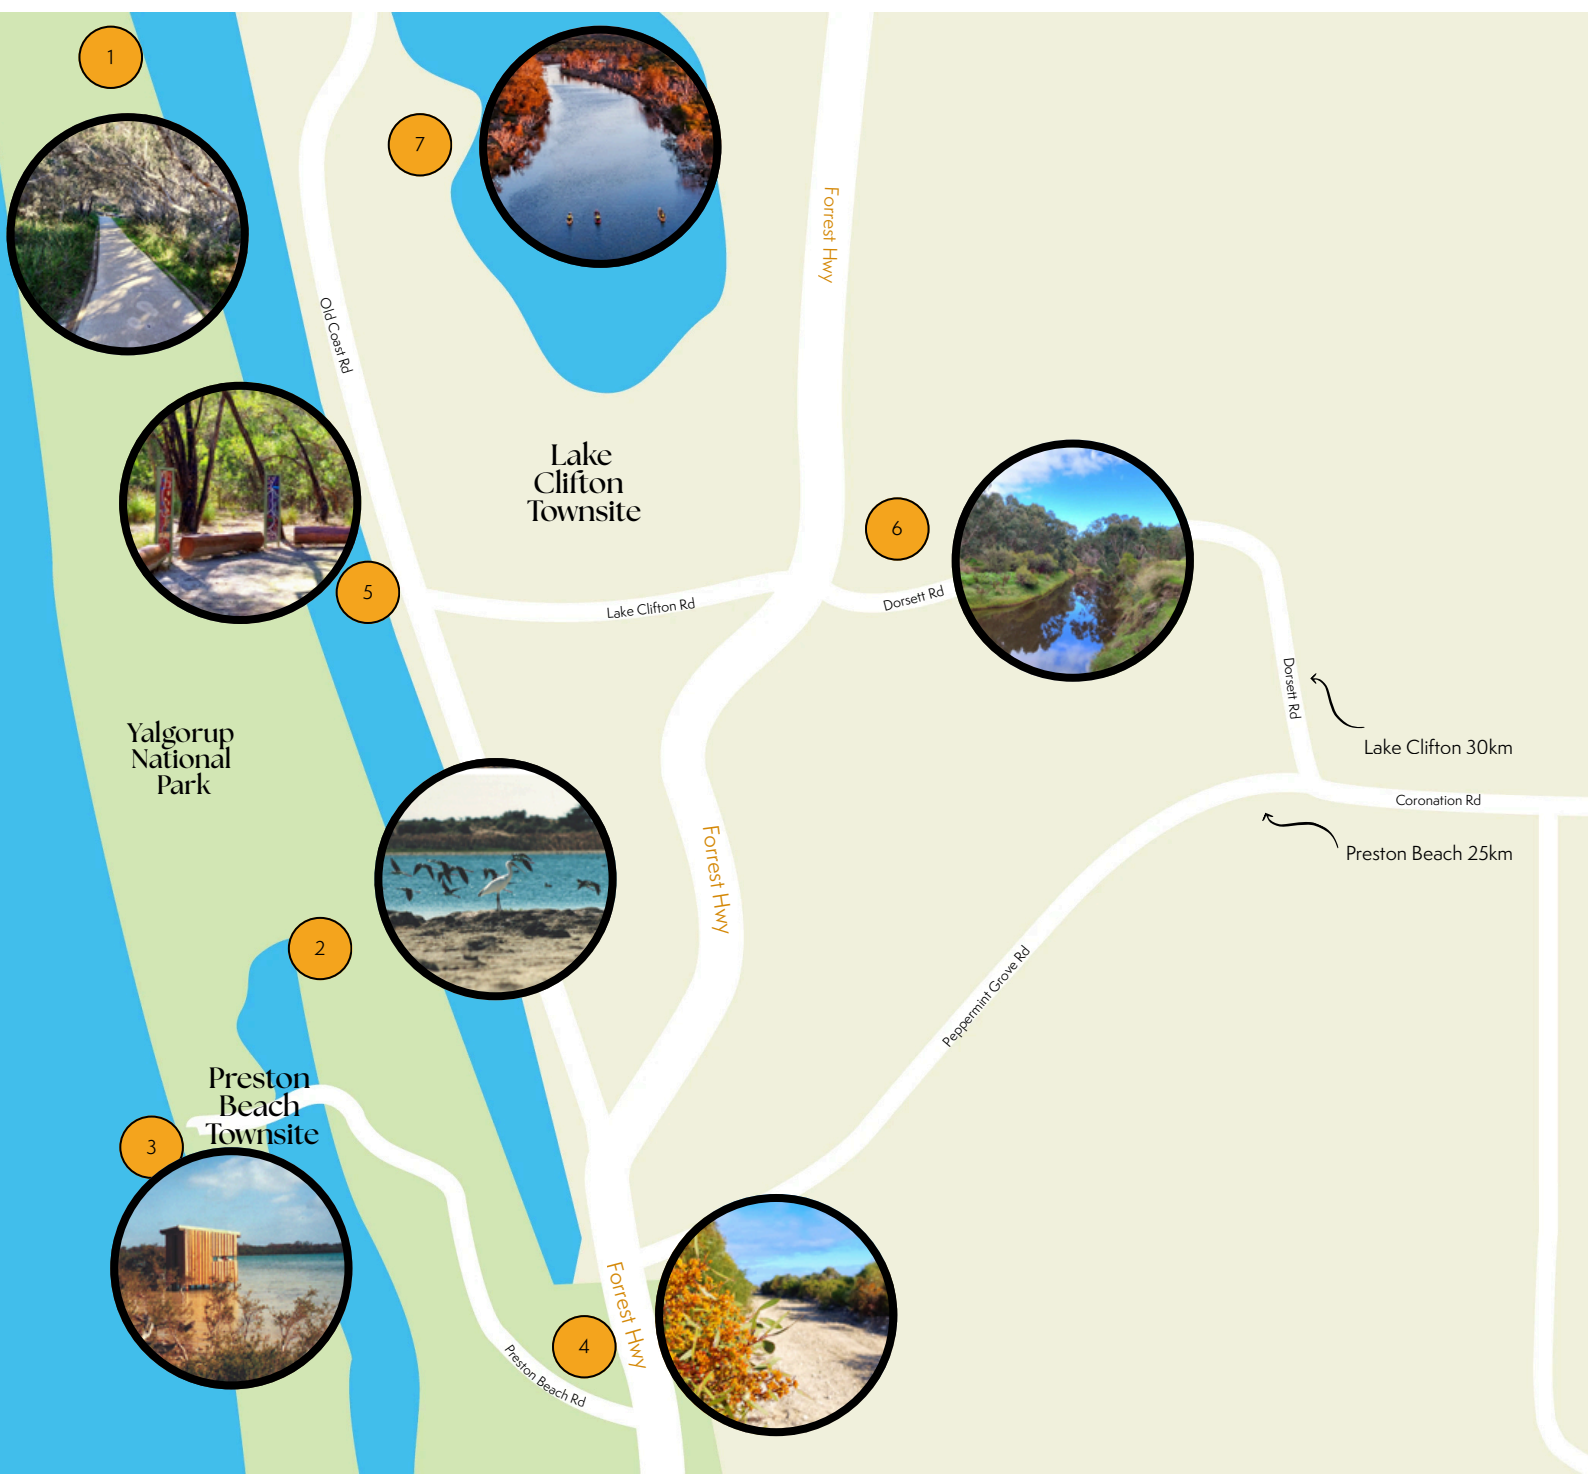 1
7
Forrest Hwy
Old Coast Rd
Lake
Clifton
Townsite
6
5
Lake Clifton Rd
Dorsett Rd
Dorsett Rd
Lake Clifton 30km
Yalgorup
National
Park
Coronation Rd
Preston Beach 25km
Forrest Hwy
2
Peppermint Grove Rd
Preston
Beach
Townsite
3
Forrest Hwy
4
Preston Beach Rd